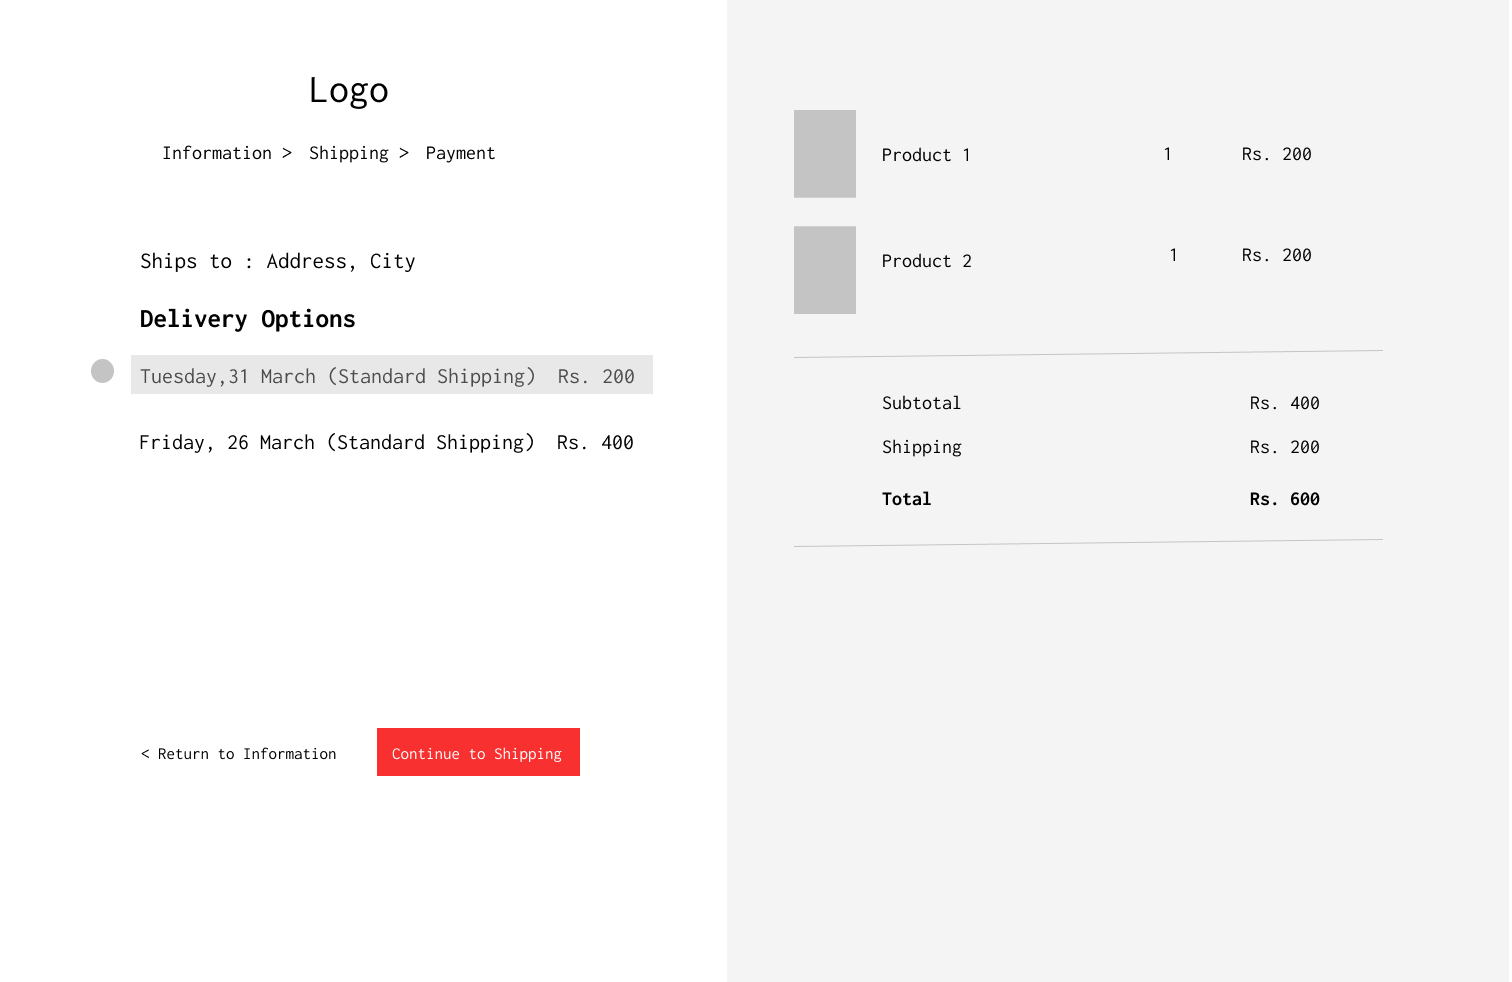 Logo
Information > Shipping > Payment
Ships to : Address, City
Delivery Options
Tuesday,31 March (Standard Shipping) Rs. 200
Friday, 26 March (Standard Shipping) Rs. 400
< Return to Information
Continue to Shipping
Product 1 1 Rs. 200
Product 2 1 Rs. 200
Subtotal Rs. 400
Shipping Rs. 200
Total Rs. 600